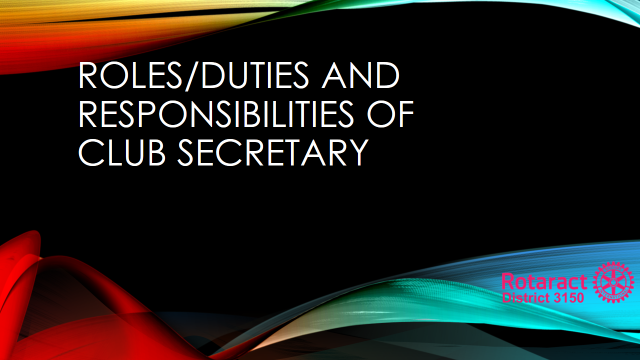 ROLES/DUTIES AND
RESPONSIBILITIES OF
CLUB SECRETARY
Rotaract
District 3150